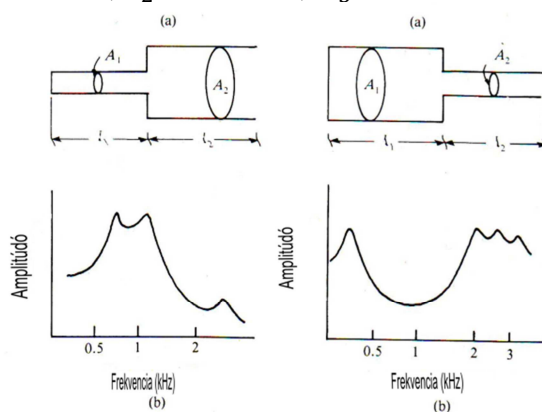 (a)
A1
A2
l1
l2
Amplitúdó
0.5
1
2
Frekvencia (kHz)
(b)
(a)
A1
A2
l1
l2
Amplitúdó
0.5
1
2
3
Frekvencia (kHz)
(b)